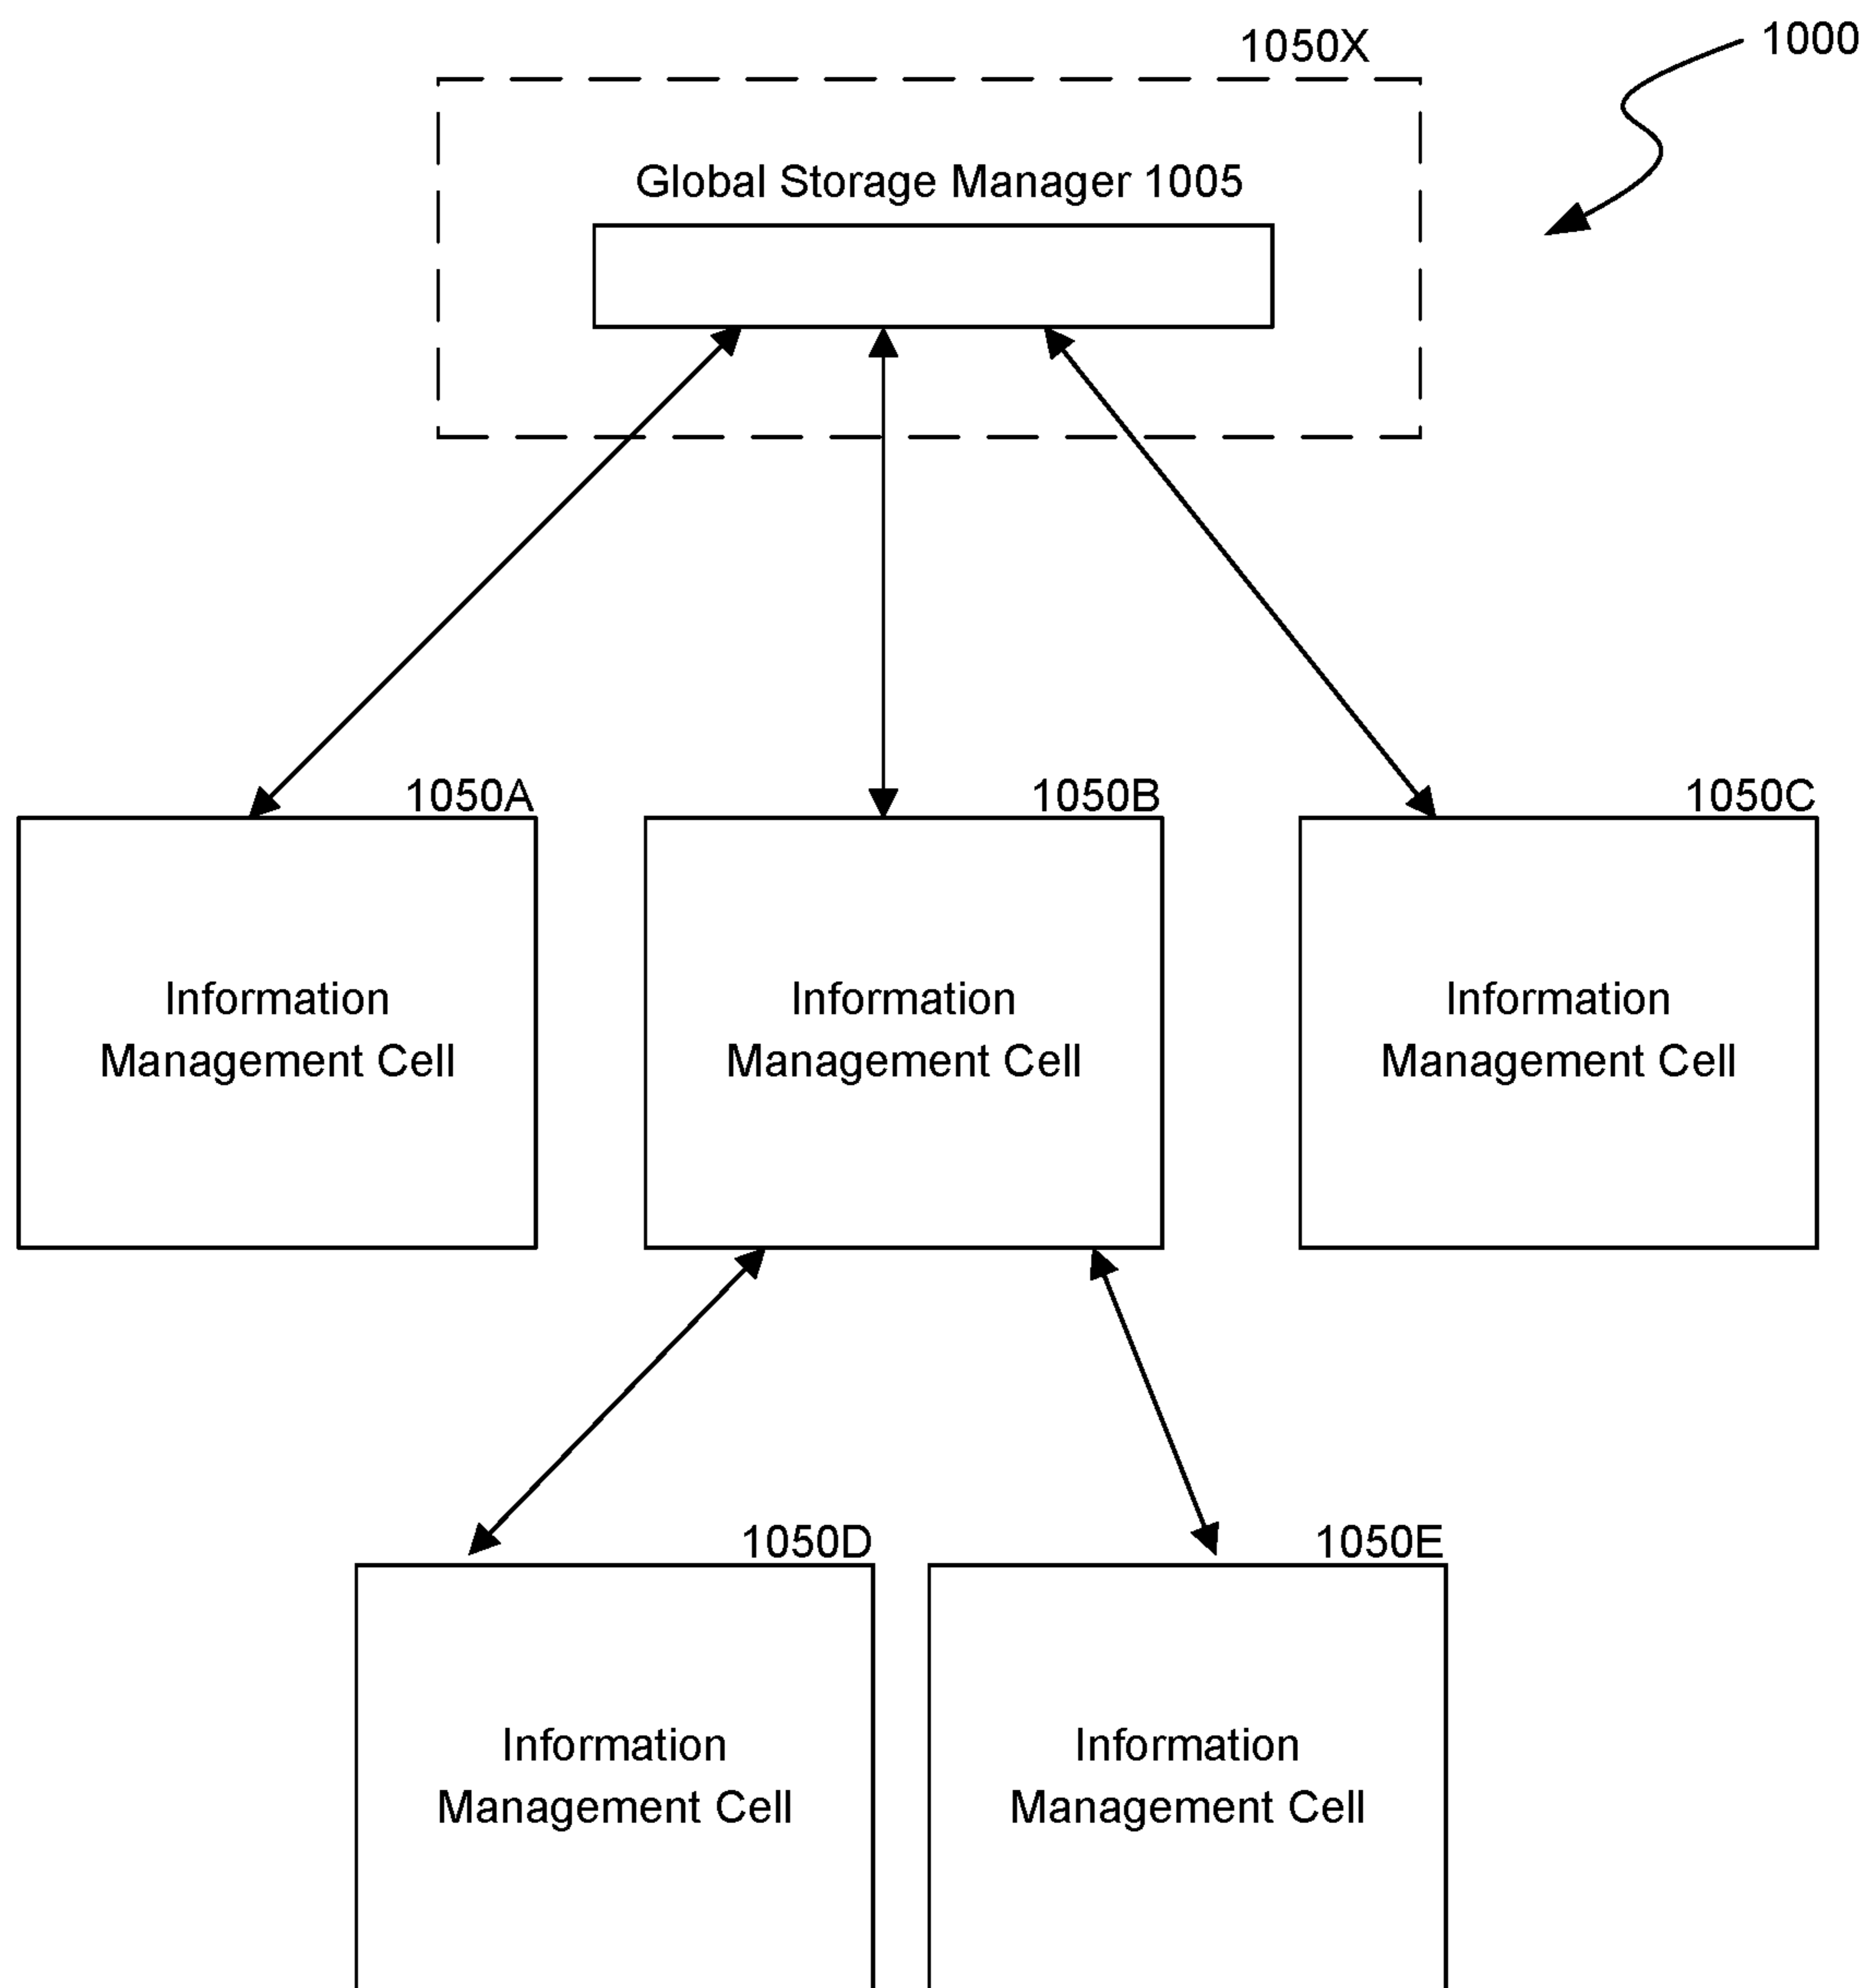 1050X
1000
Global Storage Manager 1005
1050A
1050B
1050C
Information
Management Cell
Information
Management Cell
Information
Management Cell
1050D
1050E
Information
Management Cell
Information
Management Cell